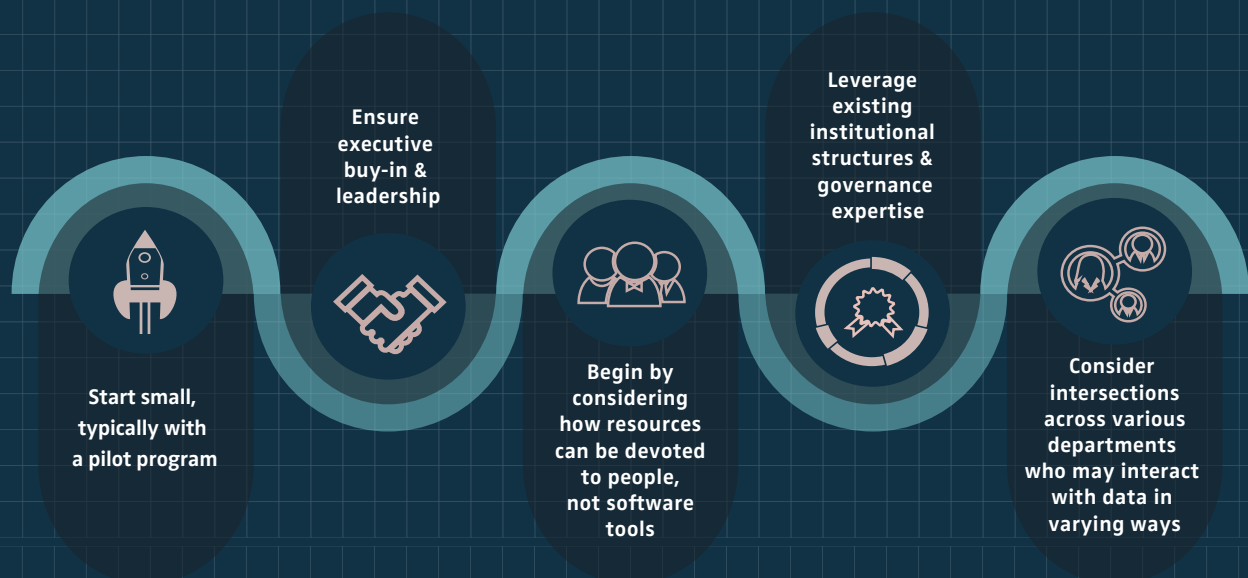 Start small,
typically with
a pilot program
Ensure
executive
buy-in &
leadership
Begin by
considering
how resources
can be devoted
to people,
not software
tools
Leverage
existing
institutional
structures &
governance
expertise
Consider
intersections
across various
departments
who may interact
with data in
varying ways